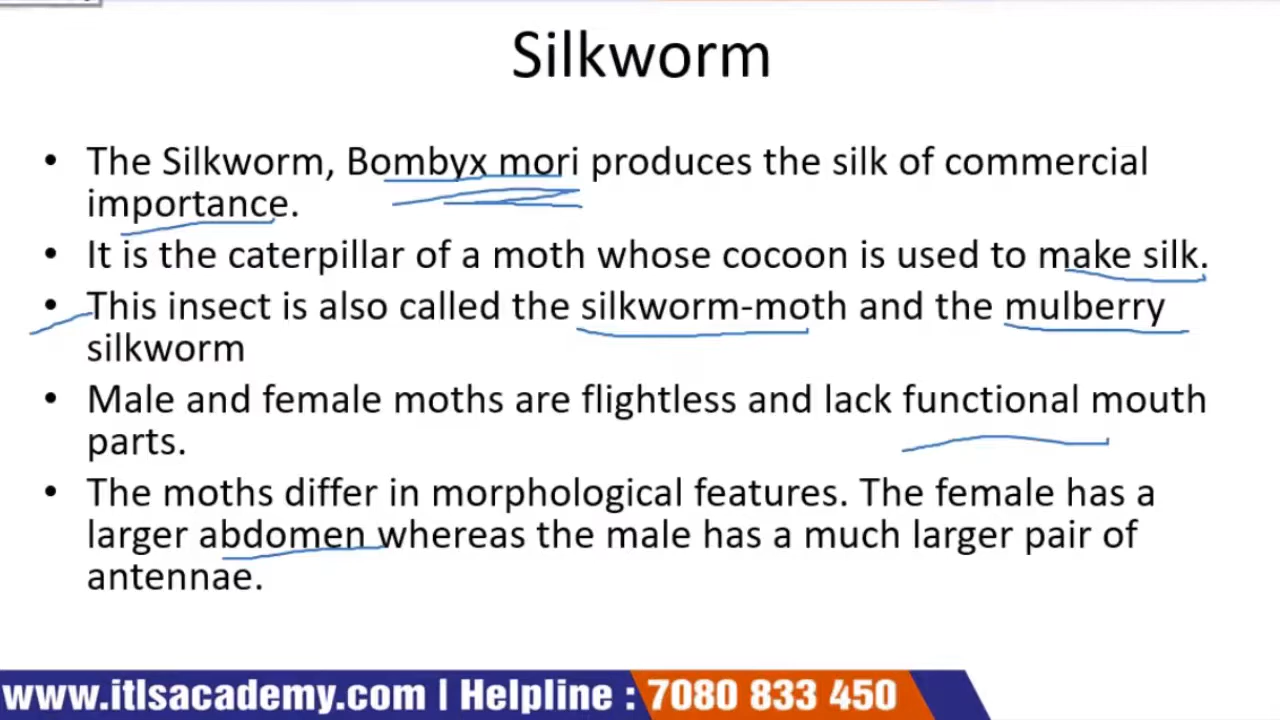 Silkworm
• The Silkworm, Bombyx mori produces the silk of commercial
importance.
• It is the caterpillar of a moth whose cocoon is used to make silk.
• This insect is also called the silkworm-moth and the mulberry
silkworm
• Male and female moths are flightless and lack functional mouth
parts.
• The moths differ in morphological features. The female has a
larger abdomen whereas the male has a much larger pair of
antennae.
www.itlsacademy.com | Helpline : 7080 833 450